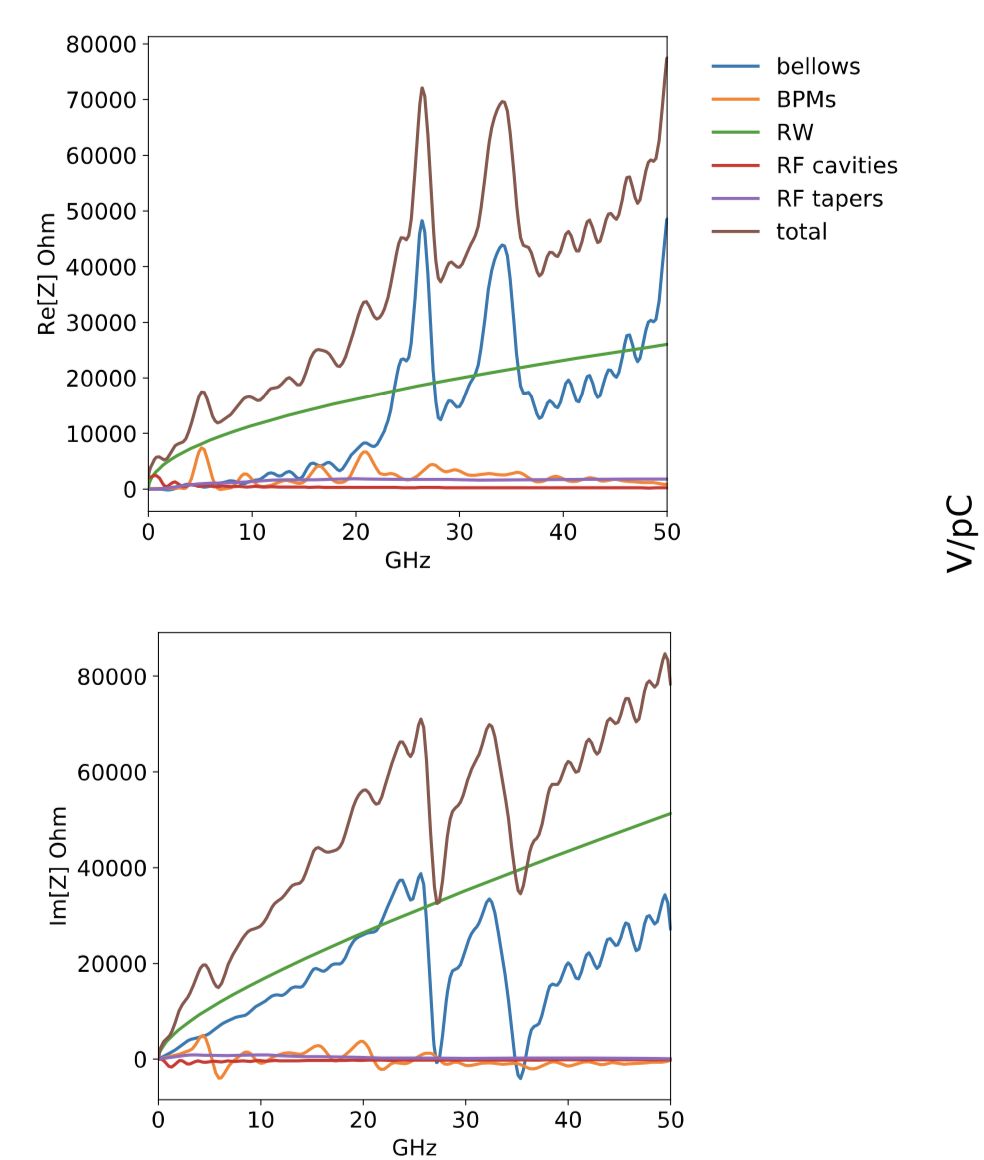 80000
70000
60000
50000
40000
30000
20000
10000
0
Re[Z] Ohm
0 10 20 30 40 50
GHz
bellows
BPMs
RW
RF cavities
RF tapers
total
V/pC
80000
60000
40000
20000
0
Im[Z] Ohm
0 10 20 30 40 50
GHz